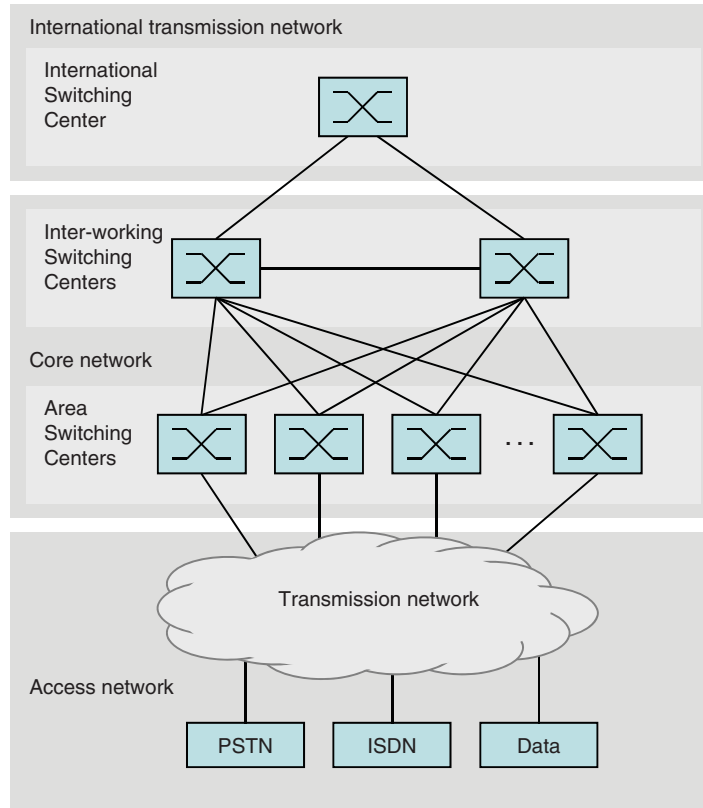 International transmission network
International
Switching
Center
Inter-working
Switching
Centers
Core network
Area
Switching
Centers
...
Transmission network
Access network
PSTN
ISDN
Data